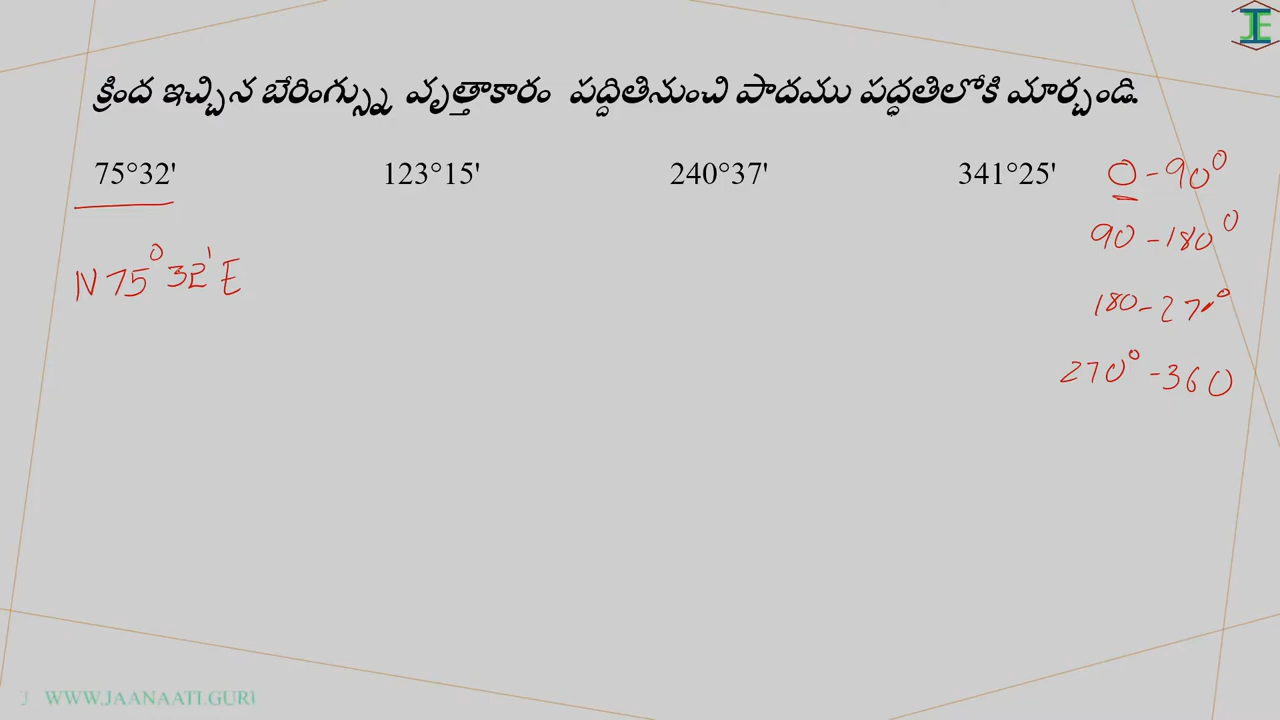 క్రింద ఇచ్చిన బేరింగ్స్ను వృత్తాకారం పద్దితినుంచి పాదము పద్ధతిలోకి మార్చండి.
75°32' 123°15' 240°37' 341°25'
0 - 90°
90 - 180°
N 75° 32' E
180 - 270°
270° - 360
WWW.JAANAATI.GURU
JE